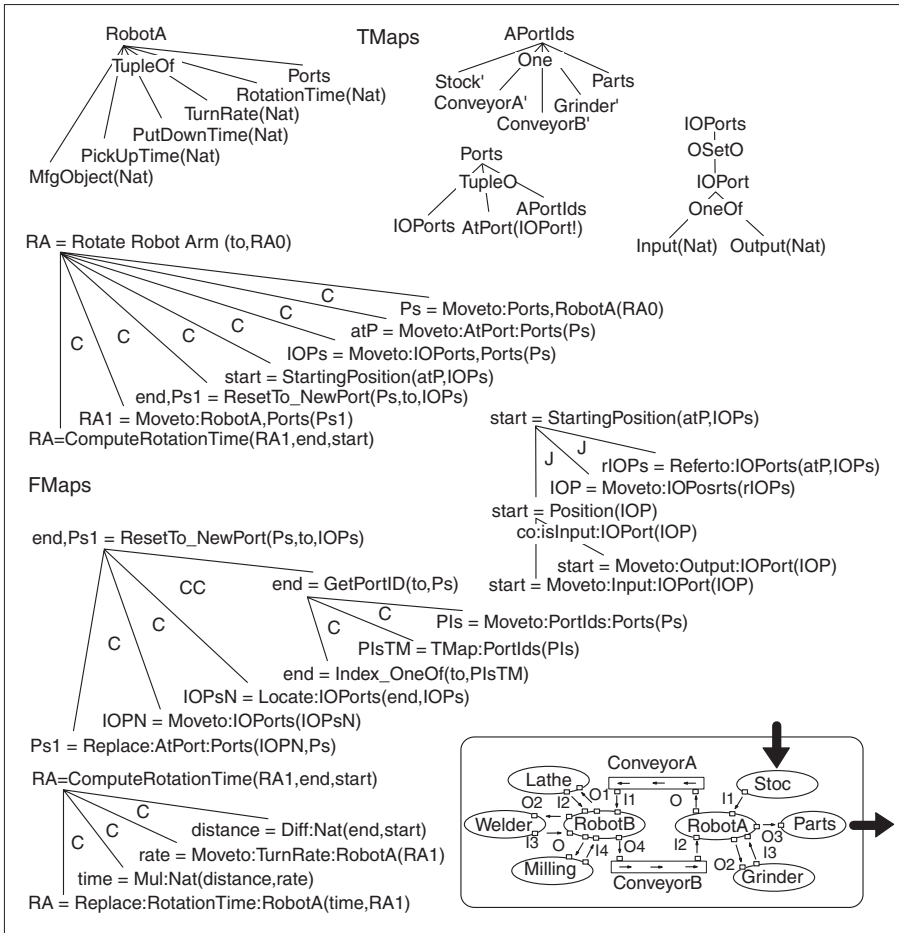 RobotA
TupleOf
Ports
RotationTime(Nat)
TurnRate(Nat)
PutDownTime(Nat)
PickUpTime(Nat)
MfgObject(Nat)
TMaps
APortIds
One
Stock'
Parts
ConveyorA'
Grinder'
ConveyorB'
Ports
TupleO
APortIds
IOPorts
AtPort(IOPort!)
IOPorts
OSetO
IOPort
OneOf
Input(Nat)
Output(Nat)
RA = Rotate Robot Arm (to,RA0)
C
C
C
C
C
C
Ps = Moveto:Ports,RobotA(RA0)
atP = Moveto:AtPort:Ports(Ps)
IOPs = Moveto:IOPorts,Ports(Ps)
start = StartingPosition(atP,IOPs)
end,Ps1 = ResetTo_NewPort(Ps,to,IOPs)
RA1 = Moveto:RobotA,Ports(Ps1)
RA=ComputeRotationTime(RA1,end,start)
FMaps
start = StartingPosition(atP,IOPs)
J
J
rIOPs = Referto:IOPorts(atP,IOPs)
IOP = Moveto:IOPosrts(rIOPs)
start = Position(IOP)
co:isInput:IOPort(IOP)
start = Moveto:Output:IOPort(IOP)
start = Moveto:Input:IOPort(IOP)
end,Ps1 = ResetTo_NewPort(Ps,to,IOPs)
CC
C
C
C
end = GetPortID(to,Ps)
C
C
PIs = Moveto:PortIds:Ports(Ps)
PIsTM = TMap:PortIds(PIs)
end = Index_OneOf(to,PIsTM)
IOPsN = Locate:IOPorts(end,IOPs)
IOPN = Moveto:IOPorts(IOPsN)
Ps1 = Replace:AtPort:Ports(IOPN,Ps)
RA=ComputeRotationTime(RA1,end,start)
C
C
C
distance = Diff:Nat(end,start)
rate = Moveto:TurnRate:RobotA(RA1)
time = Mul:Nat(distance,rate)
RA = Replace:RotationTime:RobotA(time,RA1)
ConveyorA
Lathe
Stoc
O2
I2
O1
I1
O
I1
Welder
RobotB
RobotA
Parts
O3
I3
O
I4
O4
I2
O2
I3
Milling
ConveyorB
Grinder